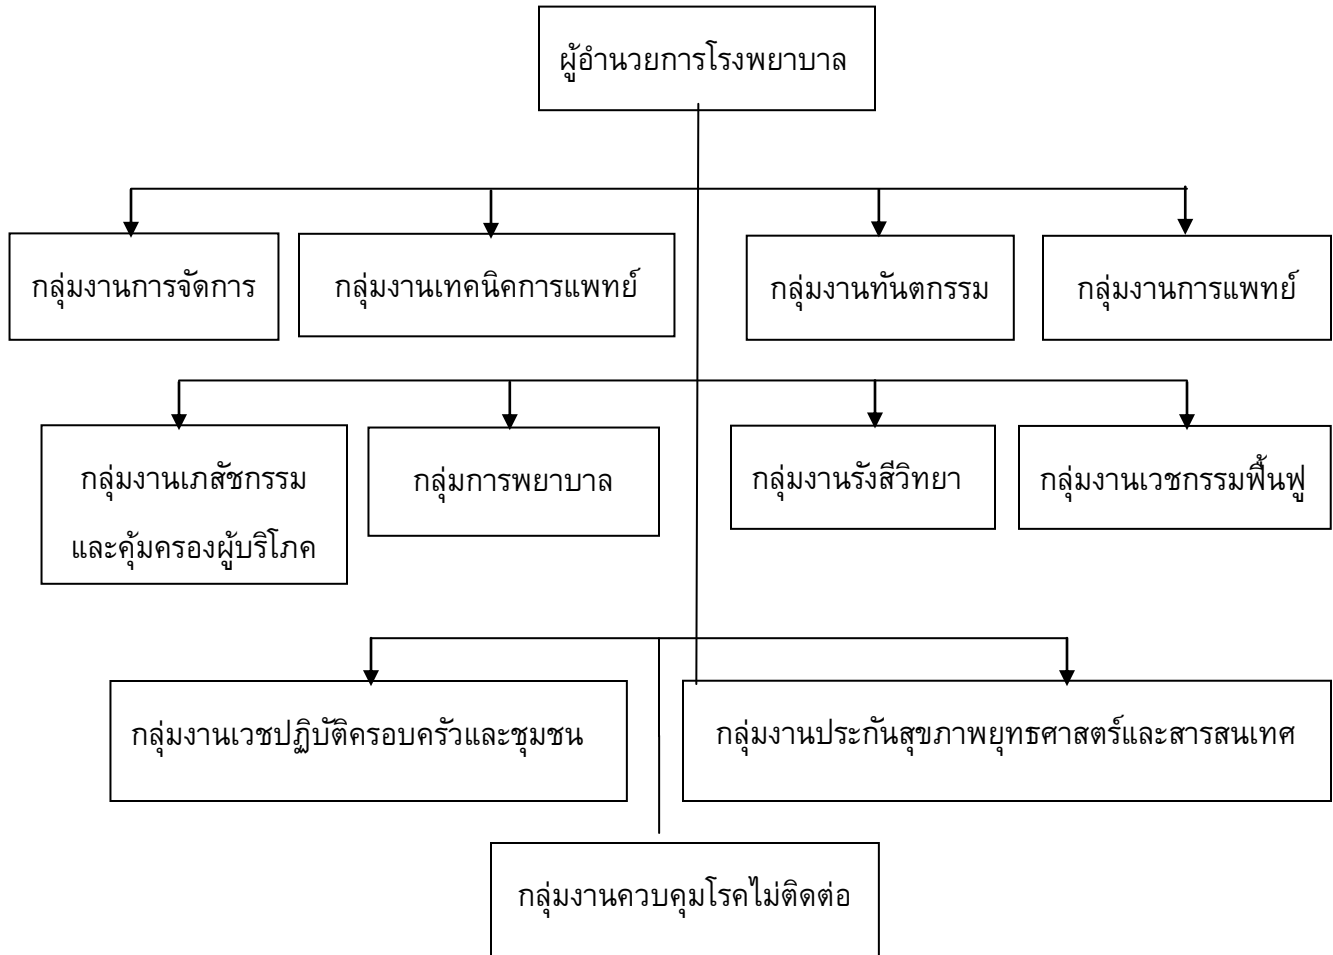 ผู้อำนวยการโรงพยาบาล
กลุ่มงานการจัดการ
กลุ่มงานเทคนิคการแพทย์
กลุ่มงานทันตกรรม
กลุ่มงานการแพทย์
กลุ่มงานเภสัชกรรม
และคุ้มครองผู้บริโภค
กลุ่มการพยาบาล
กลุ่มงานรังสีวิทยา
กลุ่มงานเวชกรรมฟื้นฟู
กลุ่มงานเวชปฏิบัติครอบครัวและชุมชน
กลุ่มงานประกันสุขภาพยุทธศาสตร์และสารสนเทศ
กลุ่มงานควบคุมโรคไม่ติดต่อ